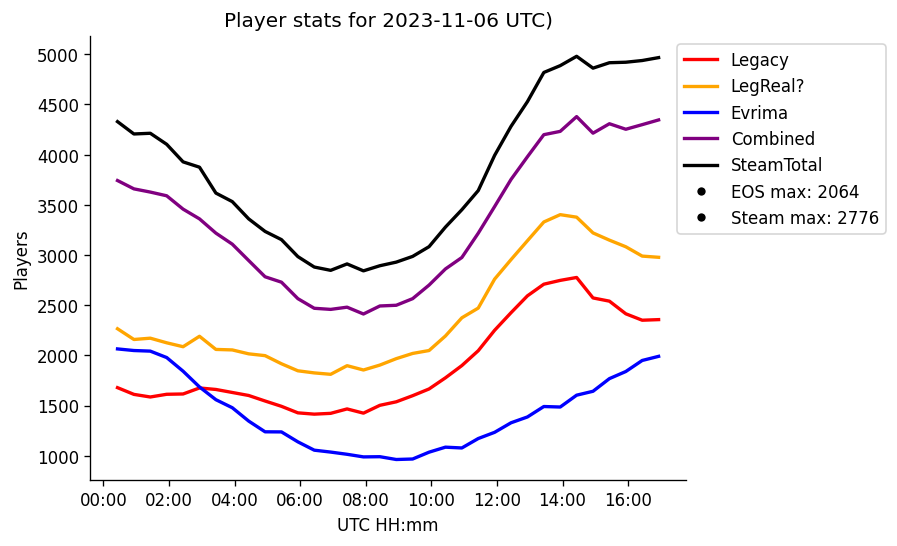 Player stats for 2023-11-06 UTC)
5000
4500
4000
3500
3000
2500
2000
1500
1000
Players
00:00 02:00 04:00 06:00 08:00 10:00 12:00 14:00 16:00
UTC HH:mm
Legacy
LegReal?
Evrima
Combined
SteamTotal
EOS max: 2064
Steam max: 2776